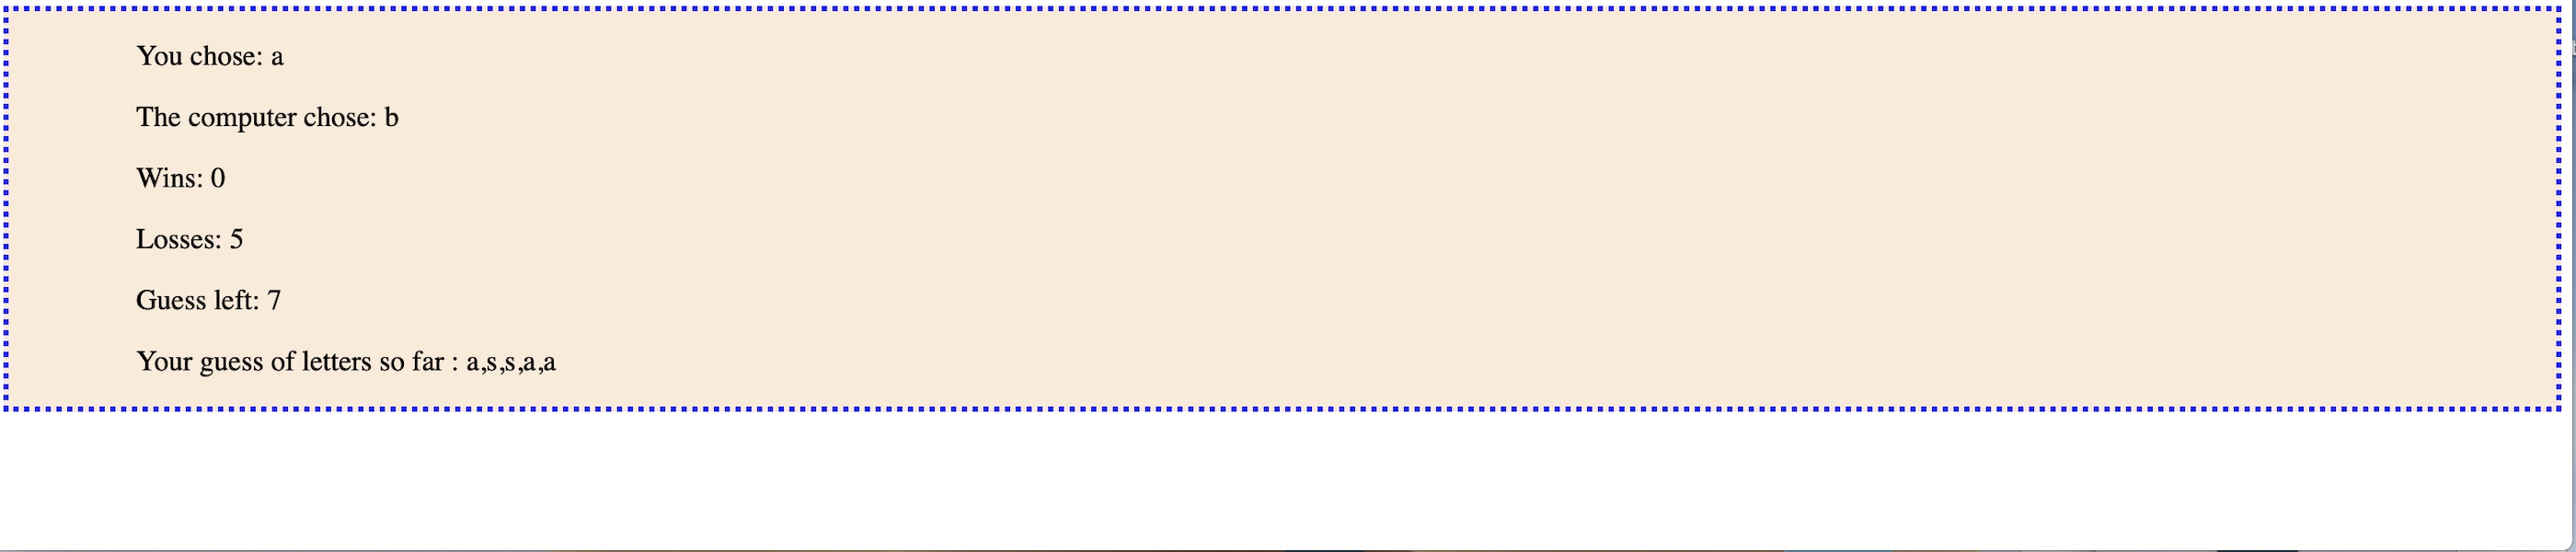 You chose: a
The computer chose: b
Wins: 0
Losses: 5
Guess left: 7
Your guess of letters so far : a,s,s,a,a